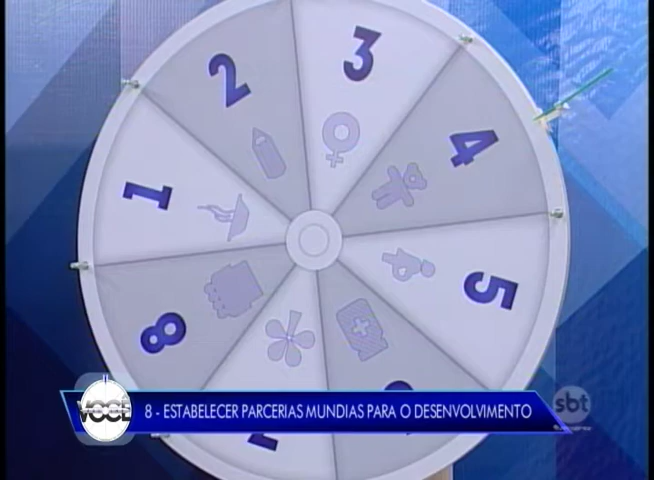 3
2
4
1
5
8
VOCÊ
8 - ESTABELECER PARCERIAS MUNDIAS PARA O DESENVOLVIMENTO
sbt